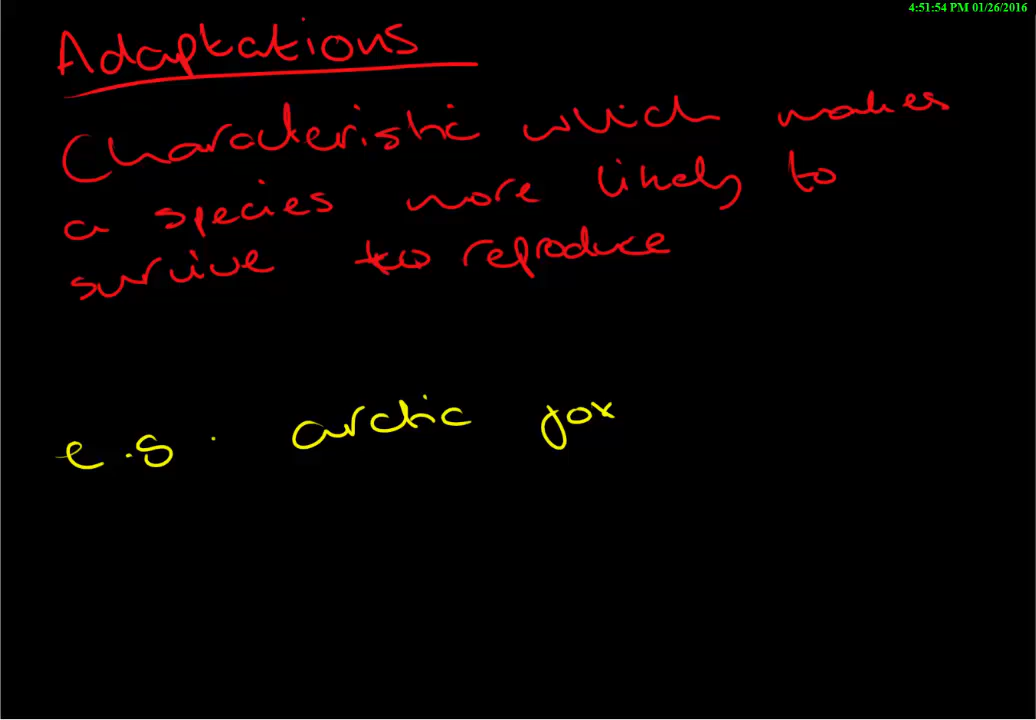 4:51:54 PM 01/26/2016
Adaptations
Characteristic which makes
a species more likely to
survive to reproduce
e.g. arctic fox